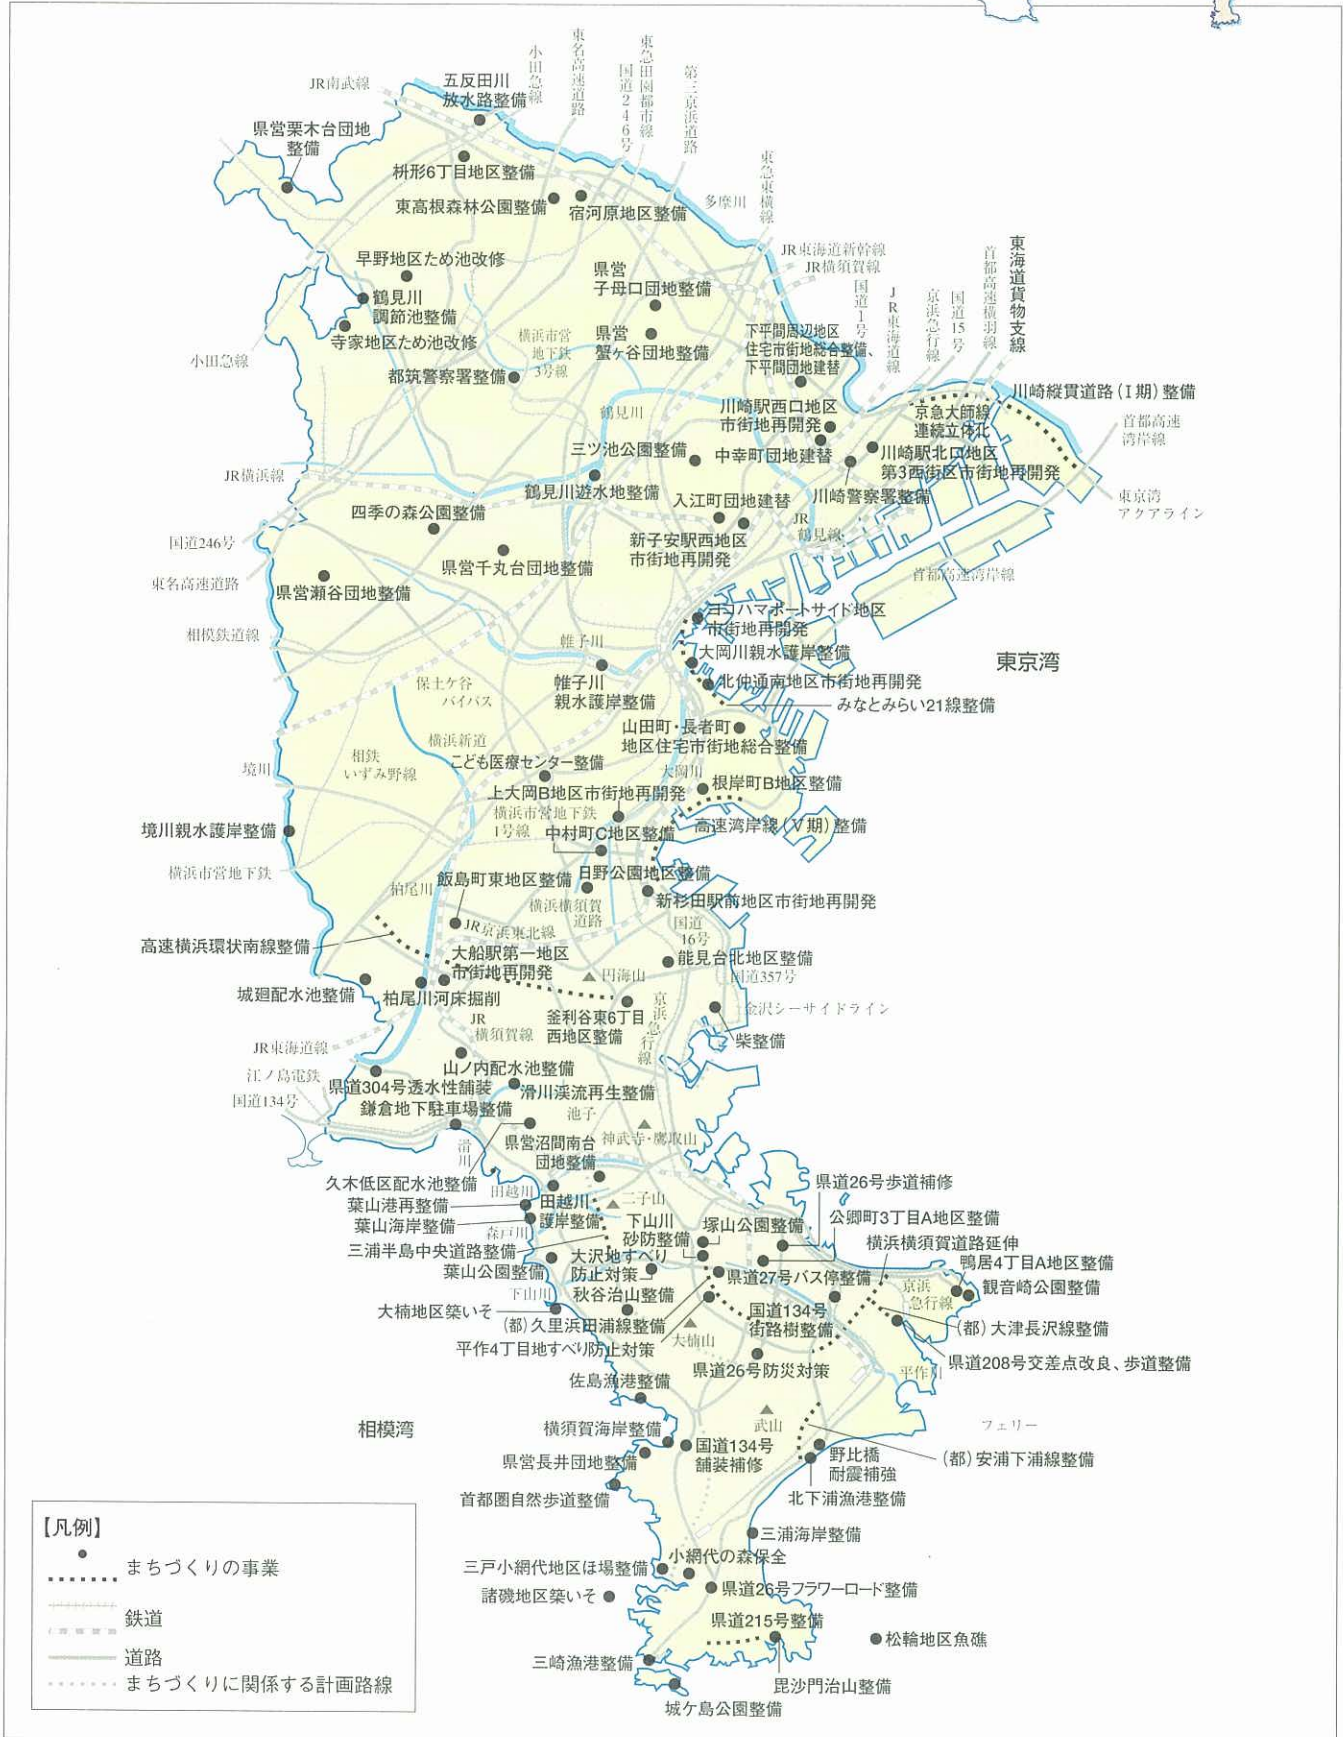 小田急線
東名高速道路
東急田園都市線
国道246号
第三京浜道路
JR南武線
五反田川
放水路整備
県営栗木台団地
整備
枡形6丁目地区整備
東高根森林公園整備
宿河原地区整備
多摩川
東急東横線
JR東海道新幹線
JR横須賀線
国道1号
JR東海道線
京浜急行線
国道15号
首都高速横羽線
東海道貨物支線
早野地区ため池改修
鶴見川
調節池整備
寺家地区ため池改修
県営
子母口団地整備
県営
蟹ヶ谷団地整備
横浜市営
地下鉄
3号線
下平間周辺地区
住宅市街地総合整備、
下平間団地建替
小田急線
都筑警察署整備
鶴見川
川崎駅西口地区
市街地再開発
京急大師線
連続立体化
川崎縦貫道路(Ⅰ期)整備
首都高速
湾岸線
三ツ池公園整備
中幸町団地建替
川崎駅北口地区
第3西街区市街地再開発
JR横浜線
鶴見川遊水地整備
川崎警察署整備
入江町団地建替
東京湾
アクアライン
四季の森公園整備
新子安駅西地区
市街地再開発
JR
鶴見線
国道246号
県営千丸台団地整備
首都高速湾岸線
東名高速道路
県営瀬谷団地整備
ヨコハマポートサイド地区
市街地再開発
相模鉄道線
帷子川
大岡川親水護岸整備
東京湾
帷子川
親水護岸整備
北仲通南地区市街地再開発
保土ケ谷
バイパス
みなとみらい21線整備
山田町・長者町
地区住宅市街地総合整備
横浜新道
相鉄
いずみ野線
こども医療センター整備
境川
大岡川
根岸町B地区整備
上大岡B地区市街地再開発
横浜市営地下鉄
1号線
高速湾岸線(Ⅴ期)整備
中村町C地区整備
境川親水護岸整備
横浜市営地下鉄
日野公園地区整備
柏尾川
飯島町東地区整備
新杉田駅前地区市街地再開発
横浜横須賀
道路
JR京浜東北線
国道
16号
高速横浜環状南線整備
大船駅第一地区
市街地再開発
能見台北地区整備
円海山
国道357号
城廻配水池整備
柏尾川河床掘削
釜利谷東6丁目
西地区整備
京浜急行線
金沢シーサイドライン
JR
横須賀線
柴整備
JR東海道線
山ノ内配水池整備
江ノ島電鉄
県道304号透水性舗装
滑川渓流再生整備
国道134号
鎌倉地下駐車場整備
池子
神武寺・鷹取山
滑川
県営沼間南台
団地整備
久木低区配水池整備
田越川
葉山港再整備
田越川
護岸整備
二子山
葉山海岸整備
森戸川
三浦半島中央道路整備
下山川
砂防整備
塚山公園整備
県道26号歩道補修
公郷町3丁目A地区整備
横浜横須賀道路延伸
葉山公園整備
大沢地すべり
防止対策
県道27号バス停整備
鴨居4丁目A地区整備
京浜
急行線
観音崎公園整備
下山川
秋谷治山整備
大楠地区築いそ
(都)久里浜田浦線整備
国道134号
街路樹整備
(都)大津長沢線整備
大楠山
平作4丁目地すべり防止対策
県道208号交差点改良、歩道整備
県道26号防災対策
平作川
佐島漁港整備
武山
フェリー
相模湾
横須賀海岸整備
国道134号
舗装補修
県営長井団地整備
野比橋
耐震補強
(都)安浦下浦線整備
首都圏自然歩道整備
北下浦漁港整備
三浦海岸整備
小網代の森保全
三戸小網代地区ほ場整備
県道26号フラワーロード整備
諸磯地区築いそ
県道215号整備
松輪地区魚礁
三崎漁港整備
毘沙門治山整備
城ケ島公園整備
【凡例】
まちづくりの事業
鉄道
道路
まちづくりに関係する計画路線